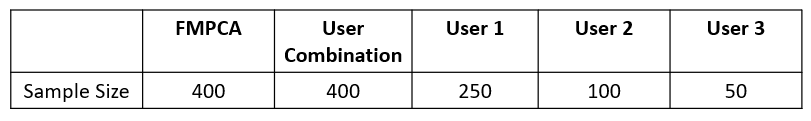 FMPCA User Combination User 1 User 2 User 3
Sample Size 400 400 250 100 50